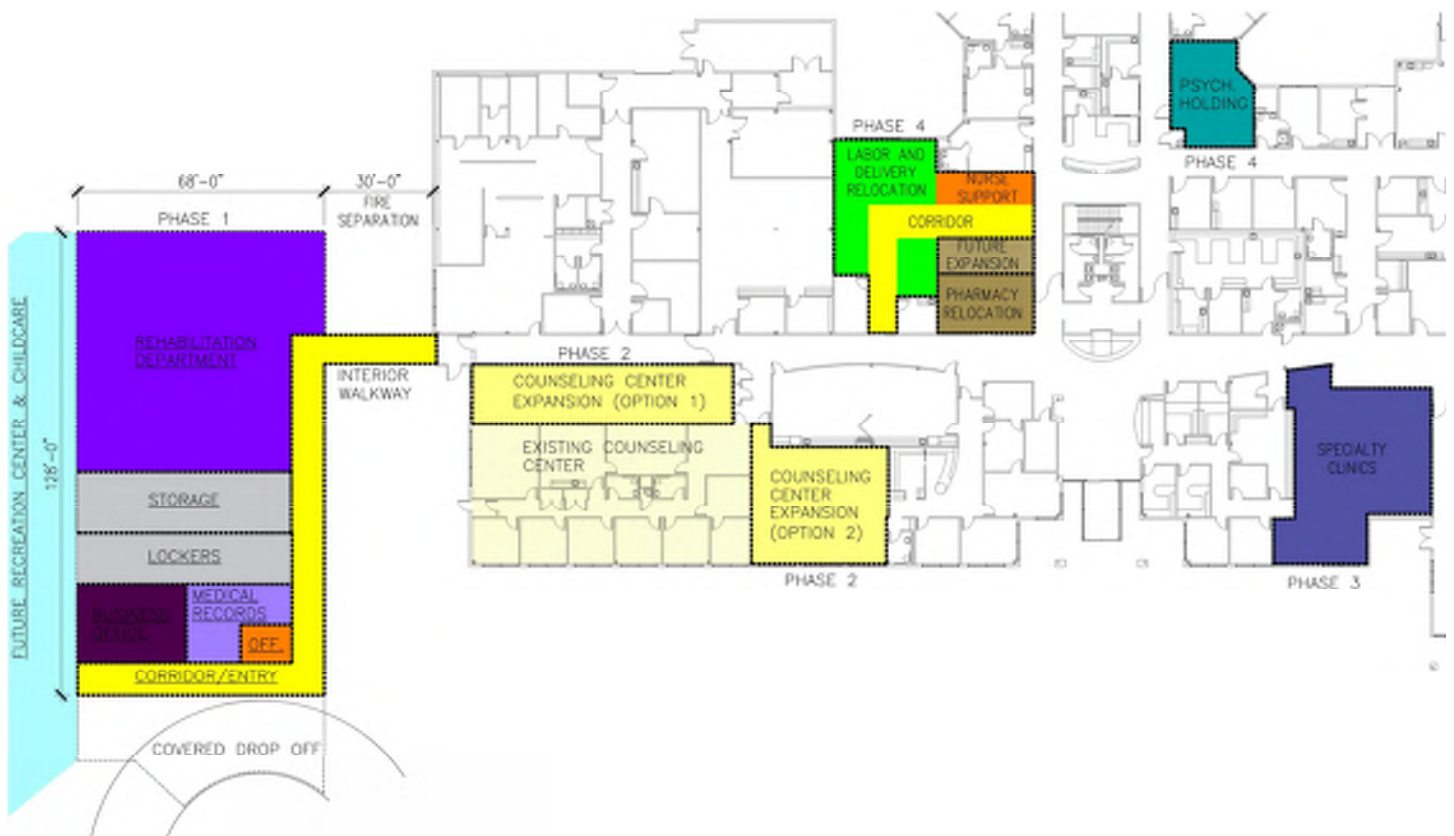 PHASE 4
PSYCH.
HOLDING
PHASE 4
LABOR AND
DELIVERY
RELOCATION
NURSE
SUPPORT
CORRIDOR
FUTURE
EXPANSION
PHARMACY
RELOCATION
68'-0"
30'-0"
FIRE
SEPARATION
PHASE 1
FUTURE RECREATION CENTER & CHILDCARE
128'-0"
REHABILITATION
DEPARTMENT
INTERIOR
WALKWAY
STORAGE
LOCKERS
BUSINESS
OFFICE
MEDICAL
RECORDS
OFF.
CORRIDOR/ENTRY
COVERED DROP OFF
PHASE 2
COUNSELING CENTER
EXPANSION (OPTION 1)
EXISTING COUNSELING
CENTER
COUNSELING
CENTER
EXPANSION
(OPTION 2)
PHASE 2
SPECIALTY
CLINICS
PHASE 3